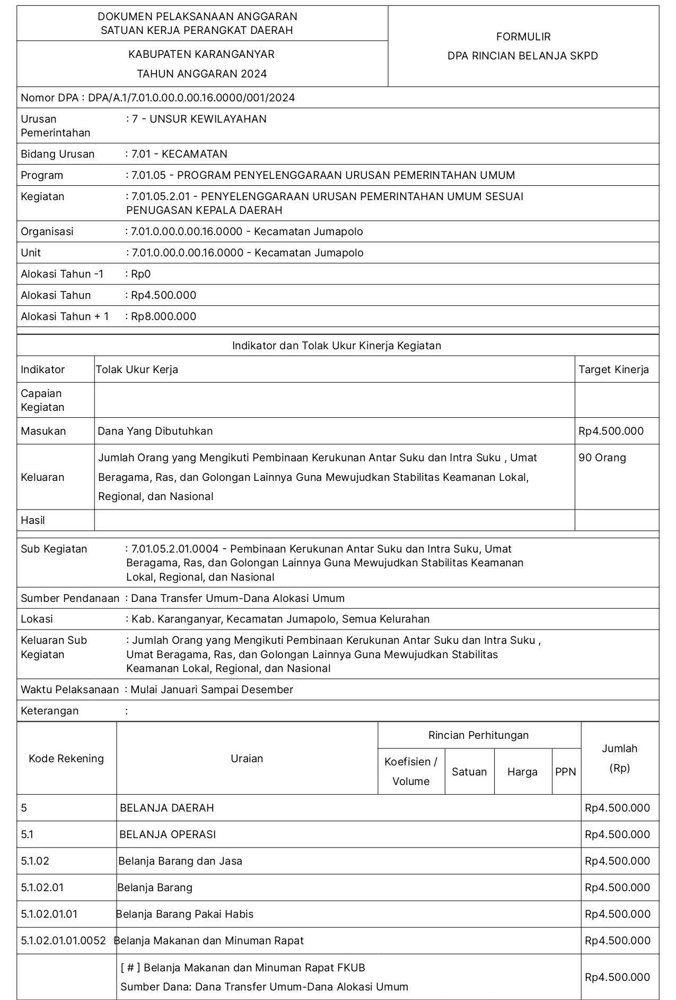 DOKUMEN PELAKSANAAN ANGGARAN
SATUAN KERJA PERANGKAT DAERAH
KABUPATEN KARANGANYAR
TAHUN ANGGARAN 2024
FORMULIR
DPA RINCIAN BELANJA SKPD
Nomor DPA : DPA/A.1/7.01.0.00.0.00.16.0000/001/2024
Urusan Pemerintahan : 7 - UNSUR KEWILAYAHAN
Bidang Urusan : 7.01 - KECAMATAN
Program : 7.01.05 - PROGRAM PENYELENGGARAAN URUSAN PEMERINTAHAN UMUM
Kegiatan : 7.01.05.2.01 - PENYELENGGARAAN URUSAN PEMERINTAHAN UMUM SESUAI
PENUGASAN KEPALA DAERAH
Organisasi : 7.01.0.00.0.00.16.0000 - Kecamatan Jumapolo
Unit : 7.01.0.00.0.00.16.0000 - Kecamatan Jumapolo
Alokasi Tahun -1 : Rp0
Alokasi Tahun : Rp4.500.000
Alokasi Tahun + 1 : Rp8.000.000
Indikator dan Tolak Ukur Kinerja Kegiatan
Indikator Tolak Ukur Kerja Target Kinerja
Capaian
Kegiatan
Masukan Dana Yang Dibutuhkan Rp4.500.000
Keluaran
Jumlah Orang yang Mengikuti Pembinaan Kerukunan Antar Suku dan Intra Suku , Umat
Beragama, Ras, dan Golongan Lainnya Guna Mewujudkan Stabilitas Keamanan Lokal,
Regional, dan Nasional
90 Orang
Hasil
Sub Kegiatan : 7.01.05.2.01.0004 - Pembinaan Kerukunan Antar Suku dan Intra Suku, Umat
Beragama, Ras, dan Golongan Lainnya Guna Mewujudkan Stabilitas Keamanan
Lokal, Regional, dan Nasional
Sumber Pendanaan : Dana Transfer Umum-Dana Alokasi Umum
Lokasi : Kab. Karanganyar, Kecamatan Jumapolo, Semua Kelurahan
Keluaran Sub
Kegiatan
: Jumlah Orang yang Mengikuti Pembinaan Kerukunan Antar Suku dan Intra Suku ,
Umat Beragama, Ras, dan Golongan Lainnya Guna Mewujudkan Stabilitas
Keamanan Lokal, Regional, dan Nasional
Waktu Pelaksanaan : Mulai Januari Sampai Desember
Keterangan :
Kode Rekening
Uraian
Rincian Perhitungan
Koefisien /
Volume
Satuan
Harga
PPN
Jumlah
(Rp)
5 BELANJA DAERAH Rp4.500.000
5.1 BELANJA OPERASI Rp4.500.000
5.1.02 Belanja Barang dan Jasa Rp4.500.000
5.1.02.01 Belanja Barang Rp4.500.000
5.1.02.01.01 Belanja Barang Pakai Habis Rp4.500.000
5.1.02.01.01.0052 Belanja Makanan dan Minuman Rapat Rp4.500.000
[ # ] Belanja Makanan dan Minuman Rapat FKUB
Sumber Dana: Dana Transfer Umum-Dana Alokasi Umum
Rp4.500.000